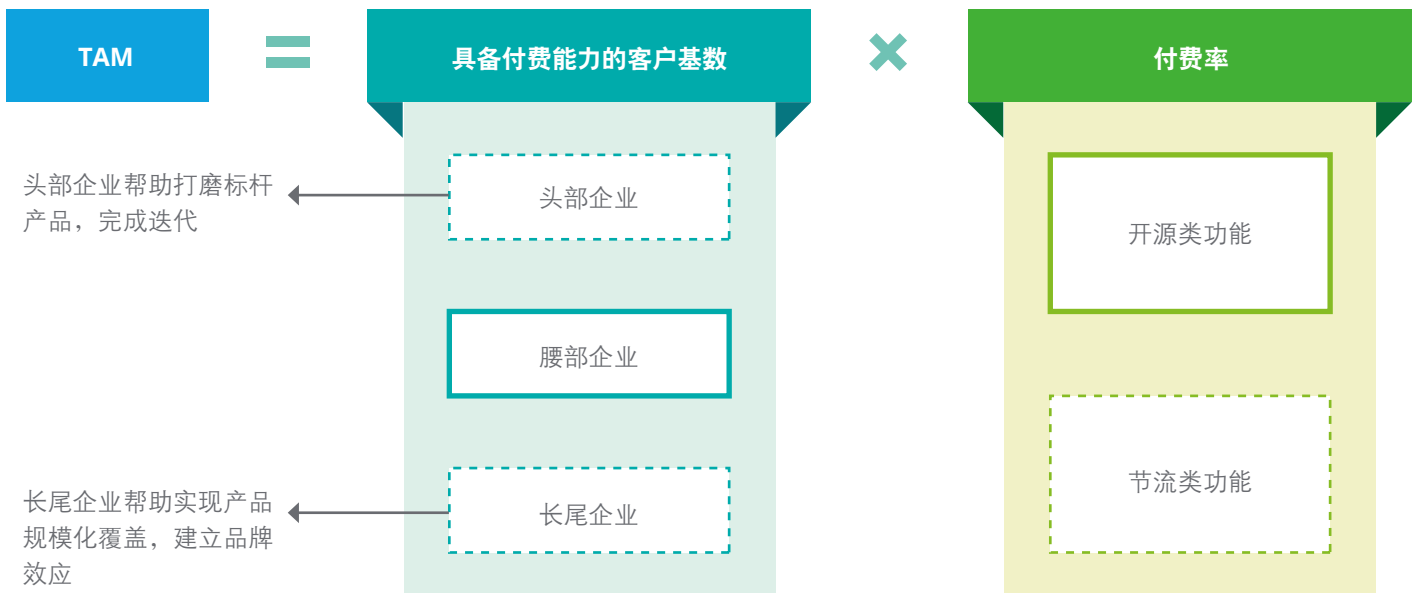 TAM
具备付费能力的客户基数
付费率
头部企业帮助打磨标杆
产品，完成迭代
头部企业
开源类功能
腰部企业
节流类功能
长尾企业帮助实现产品
规模化覆盖，建立品牌
效应
长尾企业